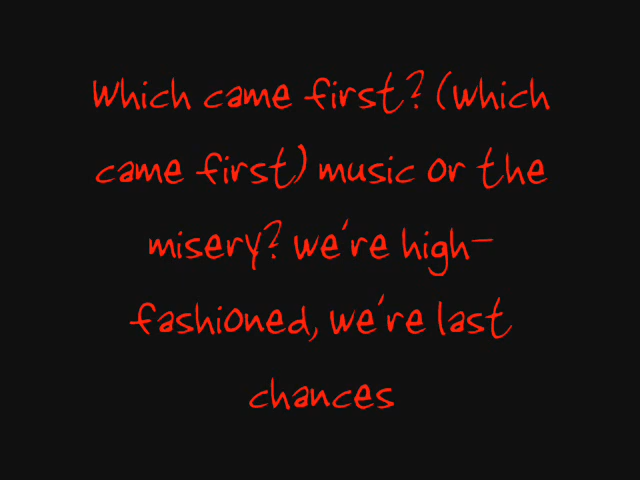 Which came first? (which
came first) music or the
misery? we're high-
fashioned, we're last
chances